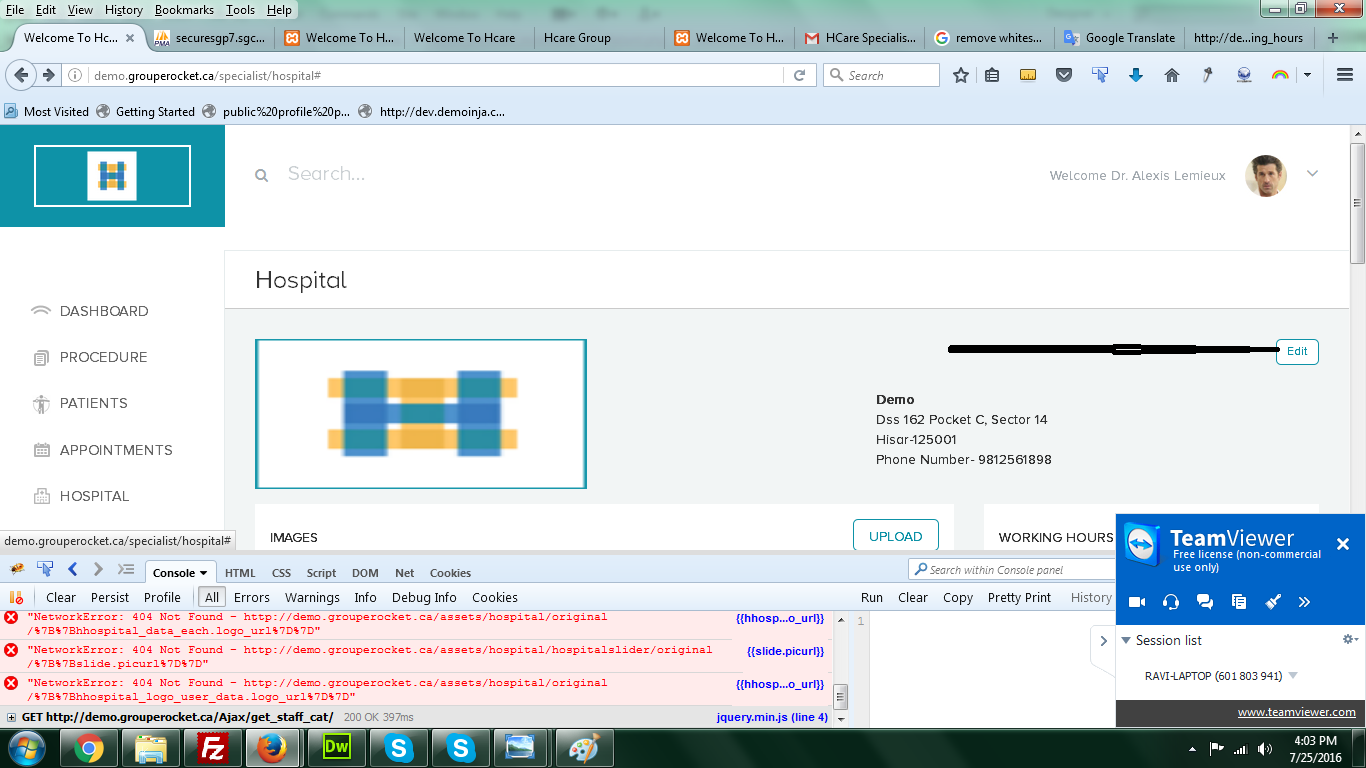 File Edit View History Bookmarks Tools Help
Welcome To Hc... securesgp7.sgc... Welcome To H... Welcome To Hcare Hcare Group Welcome To H... HCare Specialis... remove whites... Google Translate http://de...ing_hours
demo.grouperocket.ca/specialist/hospital# Search
Most Visited Getting Started public%20profile%20p... http://dev.demoinja.c...
Search...
Welcome Dr. Alexis Lemieux
Hospital
DASHBOARD
PROCEDURE
PATIENTS
APPOINTMENTS
HOSPITAL
Edit
Demo
Dss 162 Pocket C, Sector 14
Hisar-125001
Phone Number- 9812561898
IMAGES UPLOAD WORKING HOURS
demo.grouperocket.ca/specialist/hospital#
TeamViewer
Free license (non-commercial
use only)
Session list
RAVI-LAPTOP (601 803 941)
www.teamviewer.com
Console HTML CSS Script DOM Net Cookies Search within Console panel
Clear Persist Profile All Errors Warnings Info Debug Info Cookies Run Clear Copy Pretty Print History
"NetworkError: 404 Not Found - http://demo.grouperocket.ca/assets/hospital/original {{hhosp...o_url}}
/%7B%7Bhhospital_data_each.logo_url%7D%7D"
"NetworkError: 404 Not Found - http://demo.grouperocket.ca/assets/hospital/hospitalslider/original {{slide.picurl}}
/%7B%7Bslide.picurl%7D%7D"
"NetworkError: 404 Not Found - http://demo.grouperocket.ca/assets/hospital/original {{hhosp...o_url}}
/%7B%7Bhhospital_logo_user_data.logo_url%7D%7D"
GET http://demo.grouperocket.ca/Ajax/get_staff_cat/ 200 OK 397ms jquery.min.js (line 4)
1
4:03 PM
7/25/2016